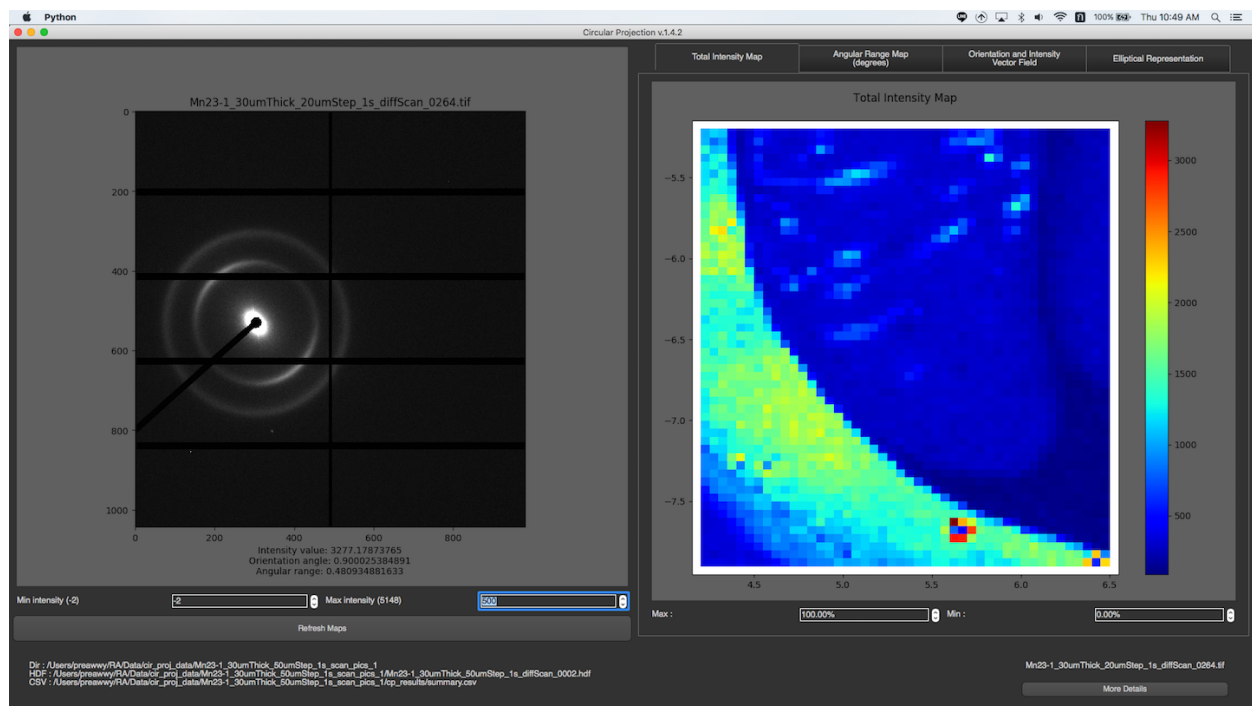 Python
100%
Thu 10:49 AM
Circular Projection v.1.4.2
Mn23-1_30umThick_20umStep_1s_diffScan_0264.tif
0
200
400
600
800
1000
0 200 400 600 800
Intensity value: 3277.17873765
Orientation angle: 0.900025384891
Angular range: 0.480934881633
Min intensity (-2)
-2
Max intensity (5148)
500
Refresh Maps
Total Intensity Map
Angular Range Map
(degrees)
Orientation and Intensity
Vector Field
Elliptical Representation
Total Intensity Map
−5.5
−6.0
−6.5
−7.0
−7.5
4.5 5.0 5.5 6.0 6.5
3000
2500
2000
1500
1000
500
Max :
100.00%
Min :
0.00%
Dir : /Users/preawwy/RA/Data/cir_proj_data/Mn23-1_30umThick_50umStep_1s_scan_pics_1
HDF : /Users/preawwy/RA/Data/cir_proj_data/Mn23-1_30umThick_50umStep_1s_scan_pics_1/Mn23-1_30umThick_50umStep_1s_diffScan_0002.hdf
CSV : /Users/preawwy/RA/Data/cir_proj_data/Mn23-1_30umThick_50umStep_1s_scan_pics_1/cp_results/summary.csv
Mn23-1_30umThick_20umStep_1s_diffScan_0264.tif
More Details